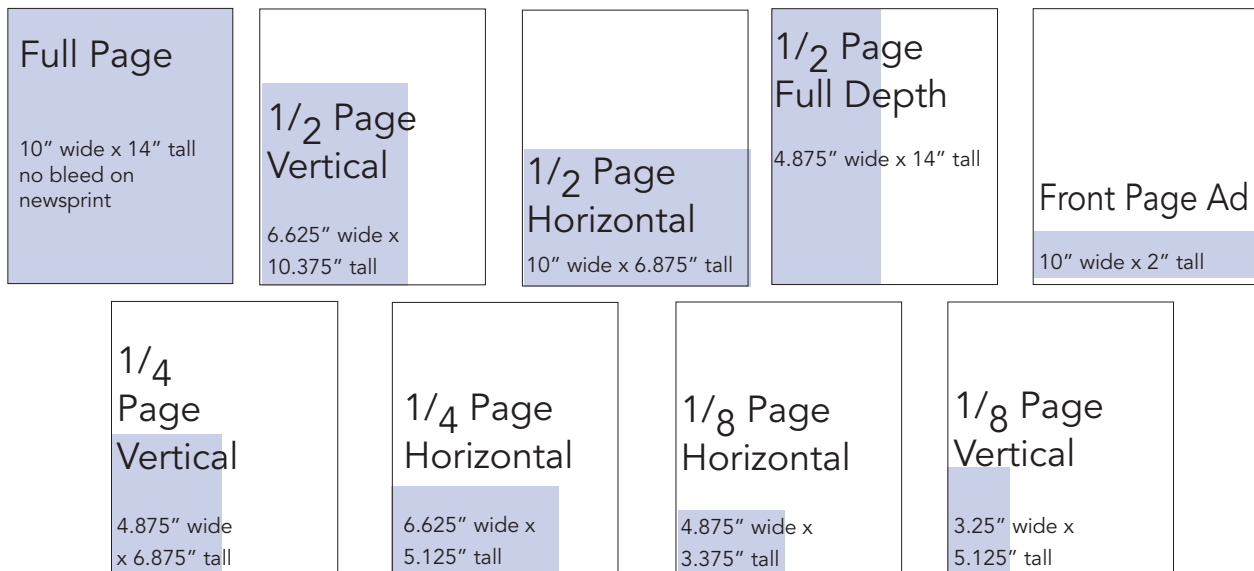 Full Page
10” wide x 14” tall
no bleed on
newsprint
1/2 Page
Vertical
6.625” wide x
10.375” tall
1/2 Page
Horizontal
10” wide x 6.875” tall
1/2 Page
Full Depth
4.875” wide x 14” tall
Front Page Ad
10” wide x 2” tall
1/4
Page
Vertical
4.875” wide
x 6.875” tall
1/4 Page
Horizontal
6.625” wide x
5.125” tall
1/8 Page
Horizontal
4.875” wide x
3.375” tall
1/8 Page
Vertical
3.25” wide x
5.125” tall